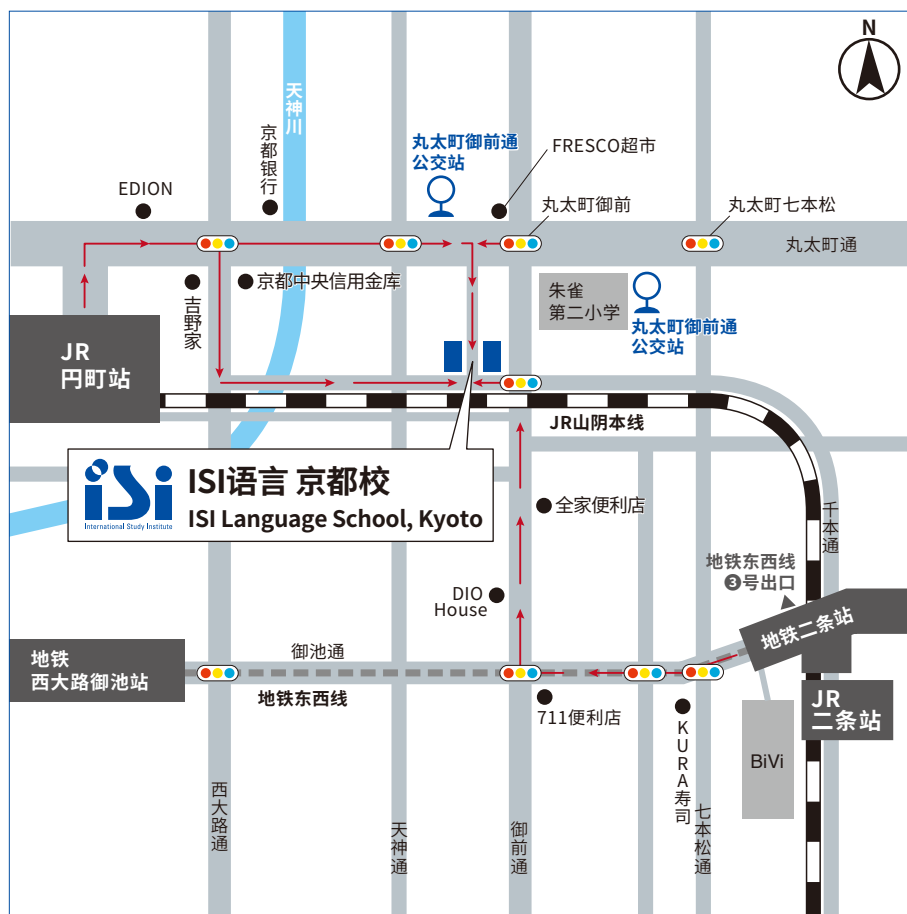 N
天神川
京都银行
丸太町御前通
公交站
FRESCO超市
EDION
丸太町御前
丸太町七本松
丸太町通
京都中央信用金库
吉野家
朱雀
第二小学
丸太町御前通
公交站
JR
円町站
JR山阴本线
iSi
International Study Institute
ISI语言 京都校
ISI Language School, Kyoto
全家便利店
千本通
地铁东西线
❸号出口
DIO
House
地铁二条站
地铁
西大路御池站
御池通
地铁东西线
711便利店
KURA寿司
JR
二条站
BiVi
西大路通
天神通
御前通
七本松通